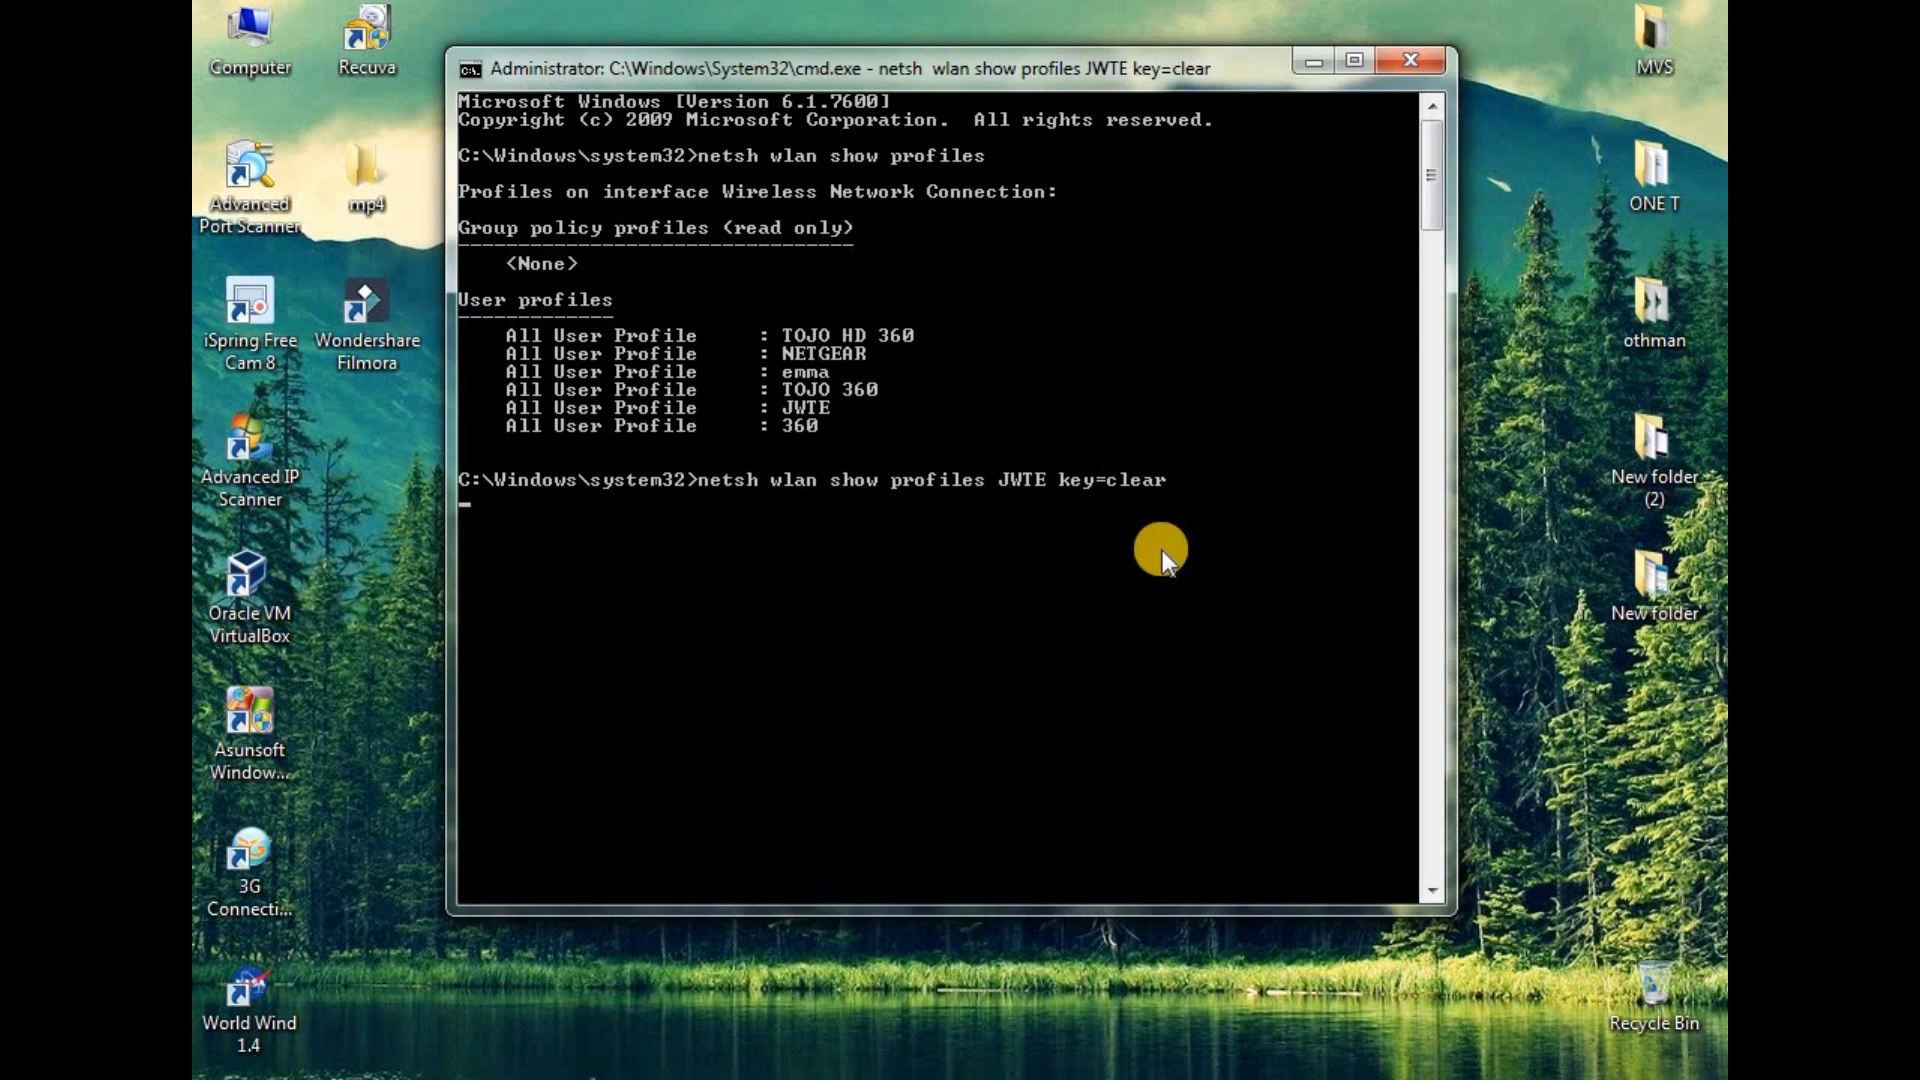 Computer
Recuva
Advanced
Port Scanner
mp4
iSpring Free
Cam 8
Wondershare
Filmora
Advanced IP
Scanner
Oracle VM
VirtualBox
Asunsoft
Window...
3G
Connecti...
World Wind
1.4
Administrator: C:\Windows\System32\cmd.exe - netsh  wlan show profiles JWTE key=clear
Microsoft Windows [Version 6.1.7600]
Copyright (c) 2009 Microsoft Corporation.  All rights reserved.
C:\Windows\system32>netsh wlan show profiles
Profiles on interface Wireless Network Connection:
Group policy profiles (read only)
---------------------------------
    <None>
User profiles
-------------
    All User Profile     : TOJO HD 360
    All User Profile     : NETGEAR
    All User Profile     : emma
    All User Profile     : TOJO 360
    All User Profile     : JWTE
    All User Profile     : 360
C:\Windows\system32>netsh wlan show profiles JWTE key=clear
MVS
ONE T
othman
New folder
(2)
New folder
Recycle Bin